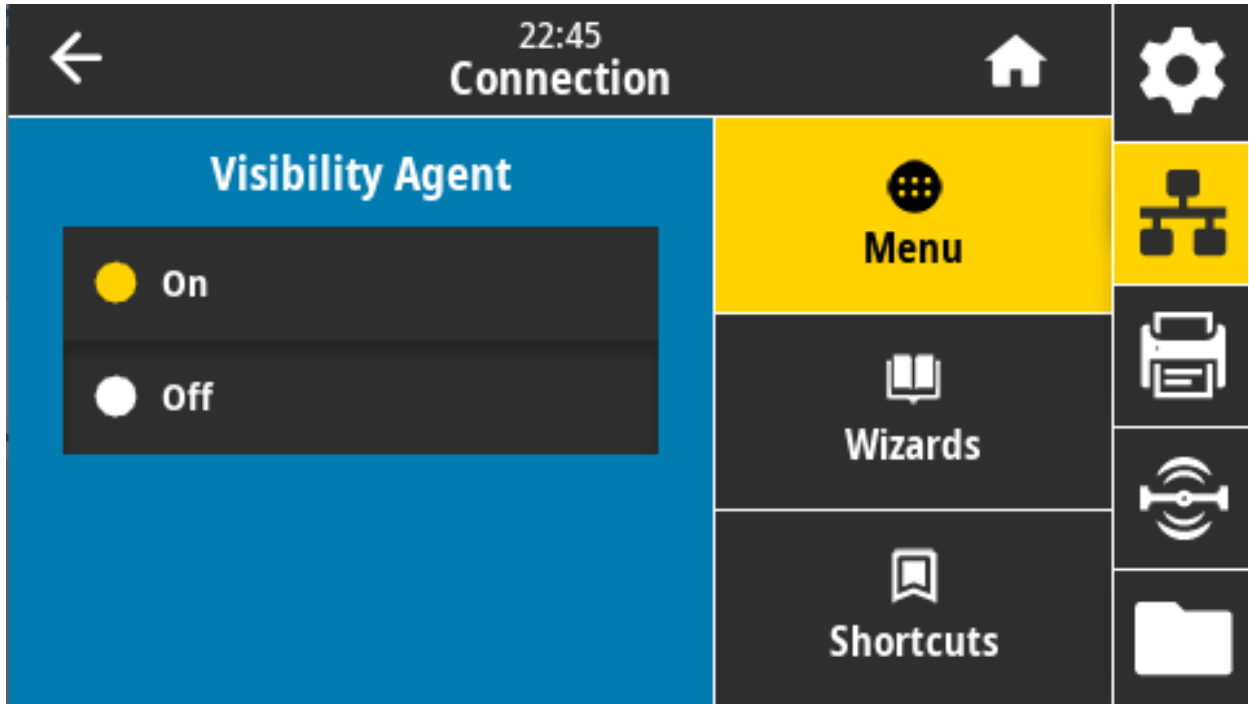 22:45
Connection
Visibility Agent
On
Off
Menu
Wizards
Shortcuts